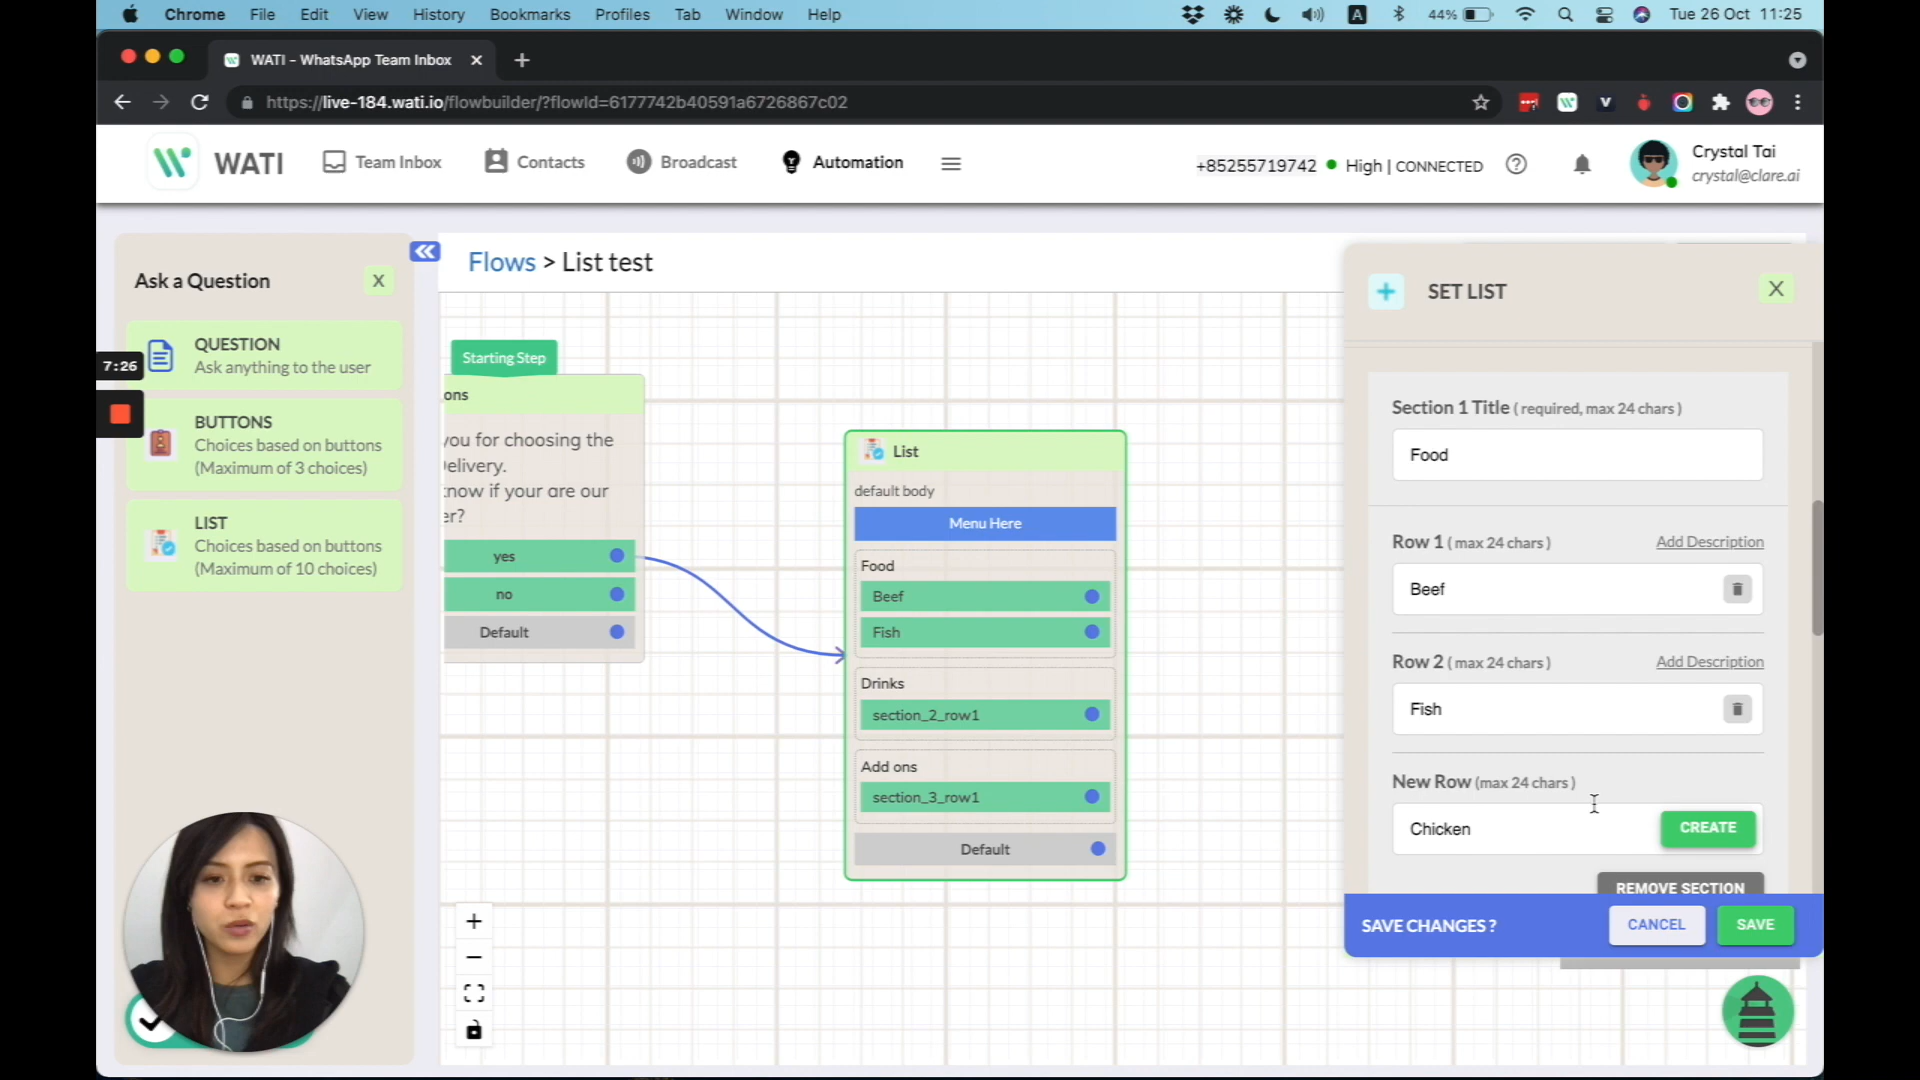 Chrome File Edit View History Bookmarks Profiles Tab Window Help
A 44% Tue 26 Oct 11:25
WATI - WhatsApp Team Inbox
https://live-184.wati.io/flowbuilder/?flowId=6177742b40591a6726867c02
WATI Team Inbox Contacts Broadcast Automation
+85255719742 High | CONNECTED
Crystal Tai
crystal@clare.ai
Ask a Question X
QUESTION
Ask anything to the user
7:26
BUTTONS
Choices based on buttons
(Maximum of 3 choices)
LIST
Choices based on buttons
(Maximum of 10 choices)
Flows > List test
Starting Step
ons
you for choosing the
Delivery.
know if your are our
er?
yes
no
Default
List
default body
Menu Here
Food
Beef
Fish
Drinks
section_2_row1
Add ons
section_3_row1
Default
SET LIST X
Section 1 Title ( required, max 24 chars )
Food
Row 1 ( max 24 chars ) Add Description
Beef
Row 2 ( max 24 chars ) Add Description
Fish
New Row (max 24 chars )
Chicken CREATE
REMOVE SECTION
SAVE CHANGES ? CANCEL SAVE